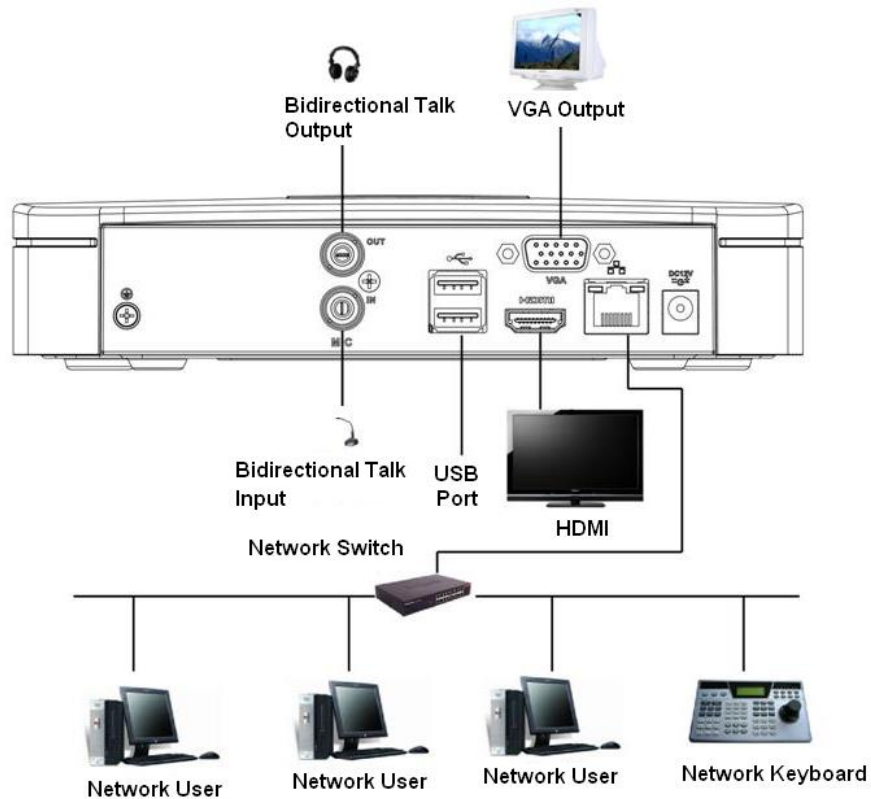 Bidirectional Talk
Output
VGA Output
OUT
VGA
DC12V
IN
HDMI
MIC
Bidirectional Talk
Input
USB
Port
HDMI
Network Switch
Network User
Network User
Network User
Network Keyboard